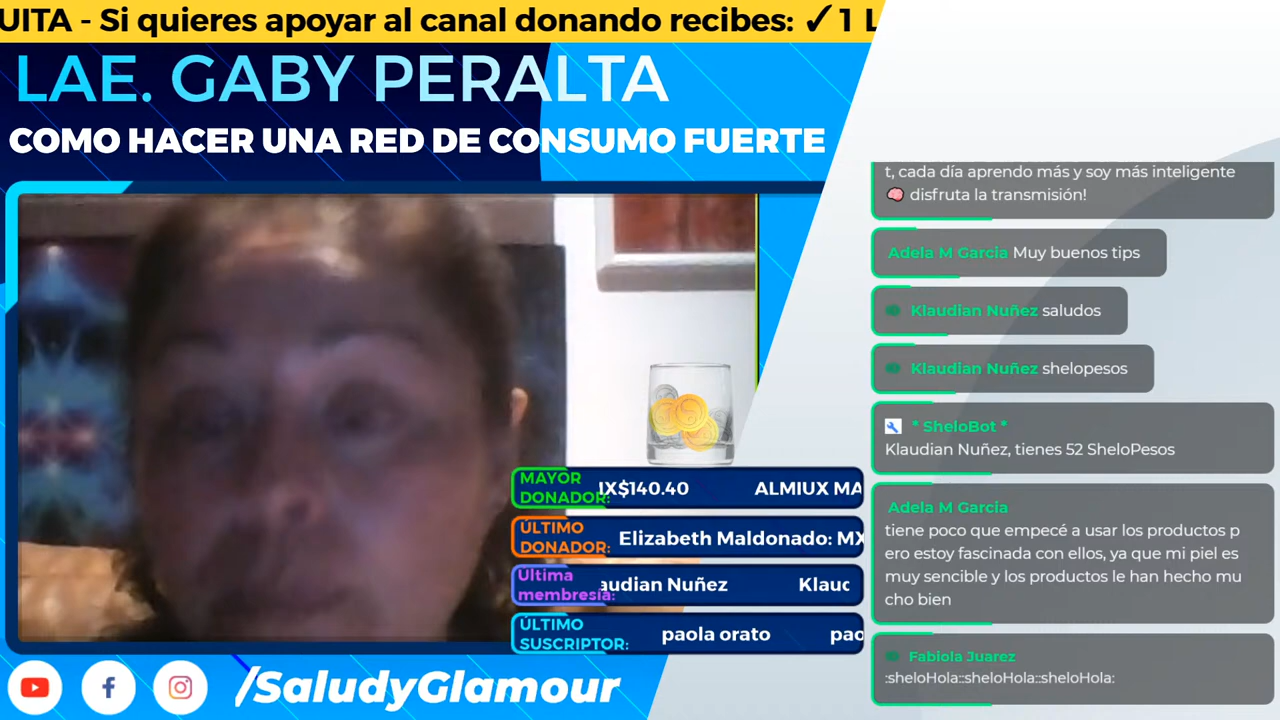 UITA - Si quieres apoyar al canal donando recibes: ✓1 L
LAE. GABY PERALTA
COMO HACER UNA RED DE CONSUMO FUERTE
MAYOR
DONADOR:
IX$140.40 ALMIUX MA
ÚLTIMO
DONADOR:
Elizabeth Maldonado: MX
Última
membresía:
audian Nuñez Klauc
ÚLTIMO
SUSCRIPTOR:
paola orato pao
/SaludyGlamour
t, cada día aprendo más y soy más inteligente
🧠 disfruta la transmisión!
Adela M Garcia Muy buenos tips
Klaudian Nuñez saludos
Klaudian Nuñez shelopesos
* SheloBot *
Klaudian Nuñez, tienes 52 SheloPesos
Adela M Garcia
tiene poco que empecé a usar los productos p
ero estoy fascinada con ellos, ya que mi piel es
muy sencible y los productos le han hecho mu
cho bien
Fabiola Juarez
:sheloHola::sheloHola::sheloHola: